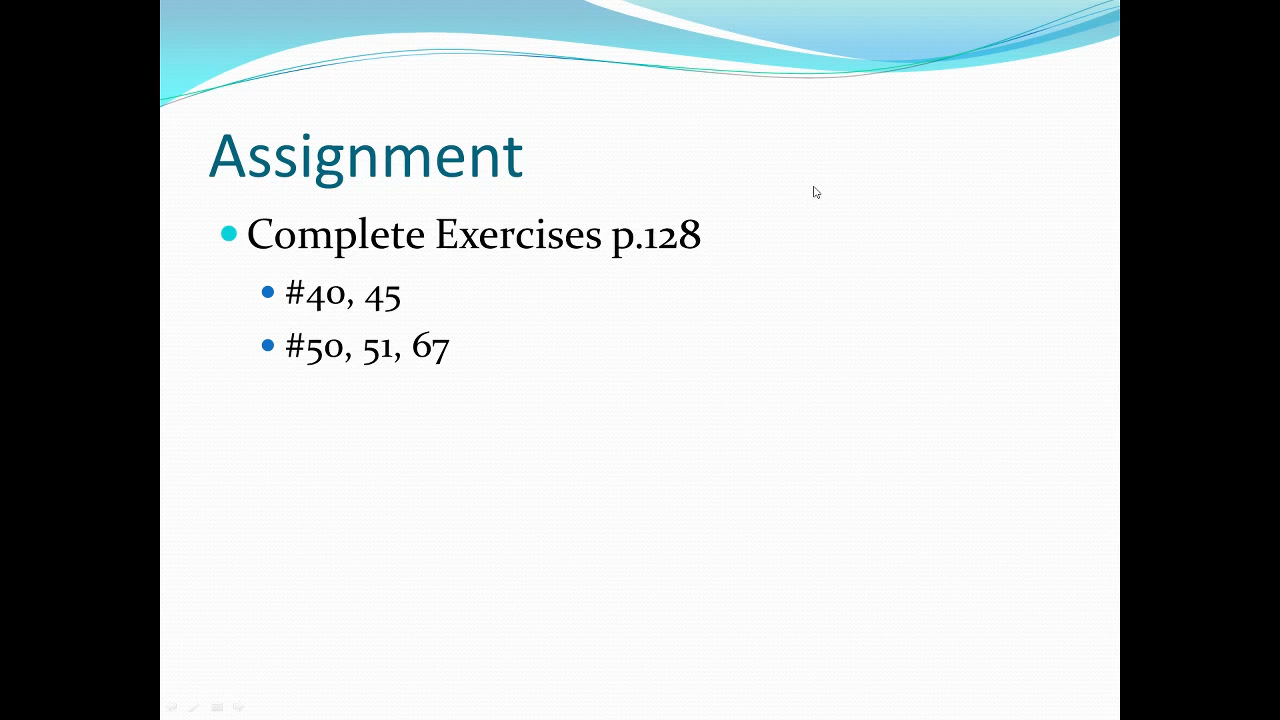 Assignment
Complete Exercises p.128
#40, 45
#50, 51, 67